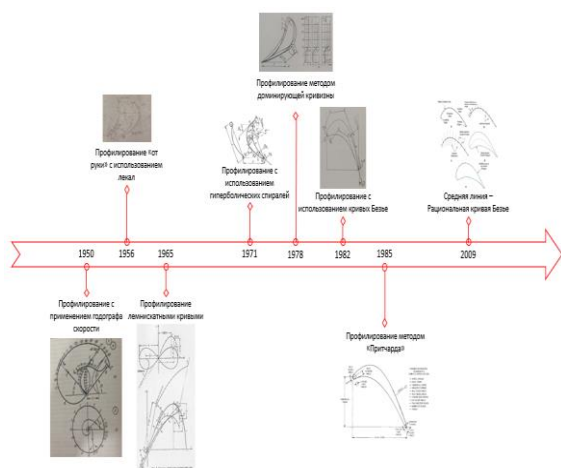 Профилирование методом
доминирующей кривизны
Профилирование «от
руки» с использованием
лекал
Профилирование с
использованием
гиперболических спиралей
Профилирование с
использованием кривых Безье
Средняя линия –
Рациональная кривая Безье
1950
1956
1965
1971
1978
1982
1985
2009
Профилирование с
применением годографа
скорости
Профилирование
лемнискатными кривыми
Профилирование методом
«Притчарда»